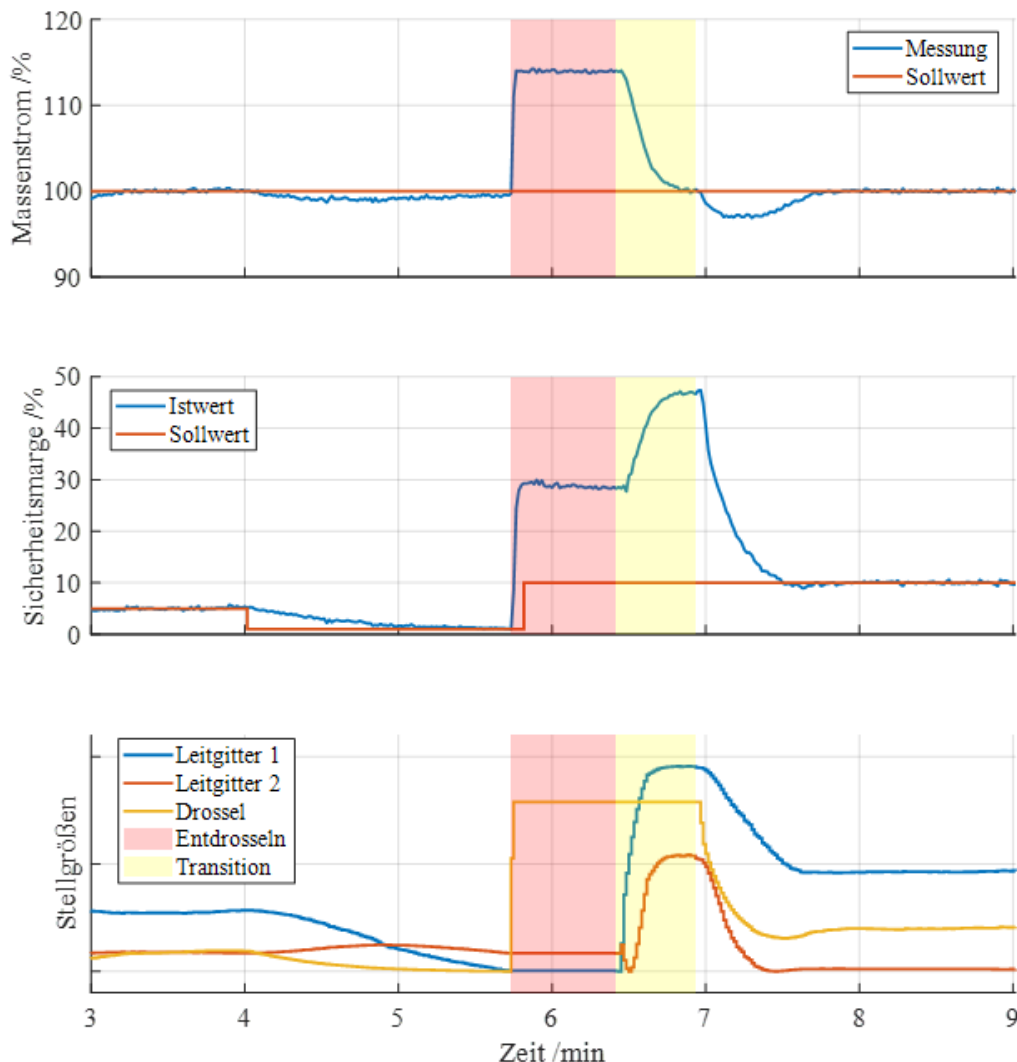 120
110
100
90
Massenstrom /%
Messung
Sollwert
50
40
30
20
10
0
Sicherheitsmarge /%
Istwert
Sollwert
Stellgrößen
Leitgitter 1
Leitgitter 2
Drossel
Entdrosseln
Transition
3 4 5 6 7 8 9
Zeit /min